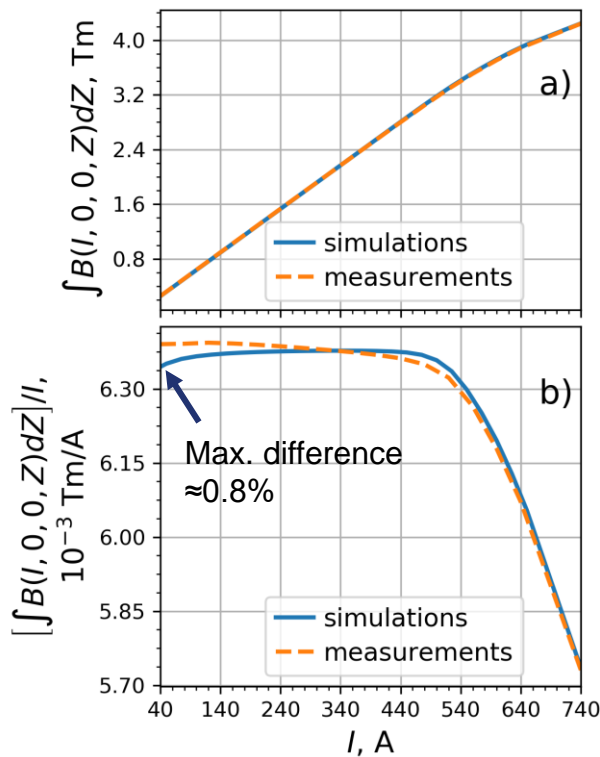 ∫B(I, 0, 0, Z)dZ, Tm
4.0
3.2
2.4
1.6
0.8
a)
simulations
measurements
[∫B(I, 0, 0, Z)dZ]/I,
10⁻³ Tm/A
6.30
6.15
6.00
5.85
5.70
b)
Max. difference
≈0.8%
simulations
measurements
40 140 240 340 440 540 640 740
I, A